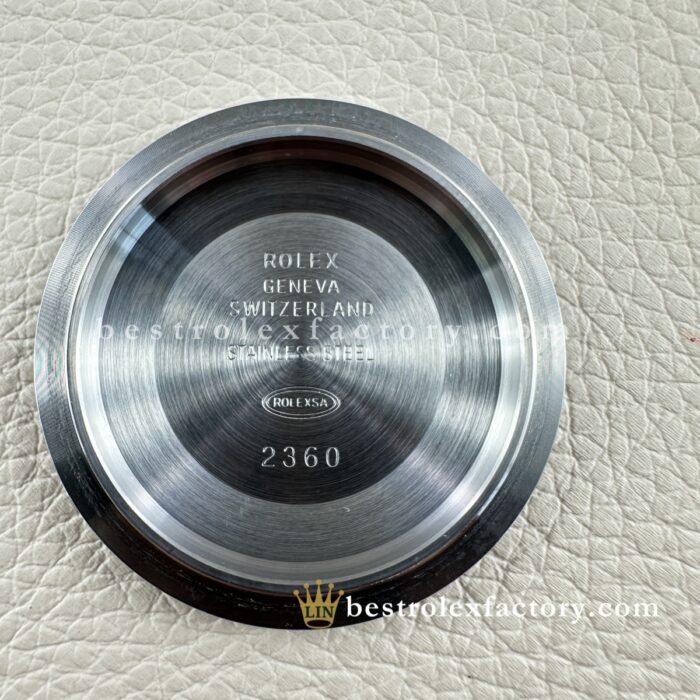 ROLEX
GENEVA
SWITZERLAND
bestrolexfactory.com
STAINLESS STEEL
ROLEXSA
2360
LIN bestrolexfactory.com